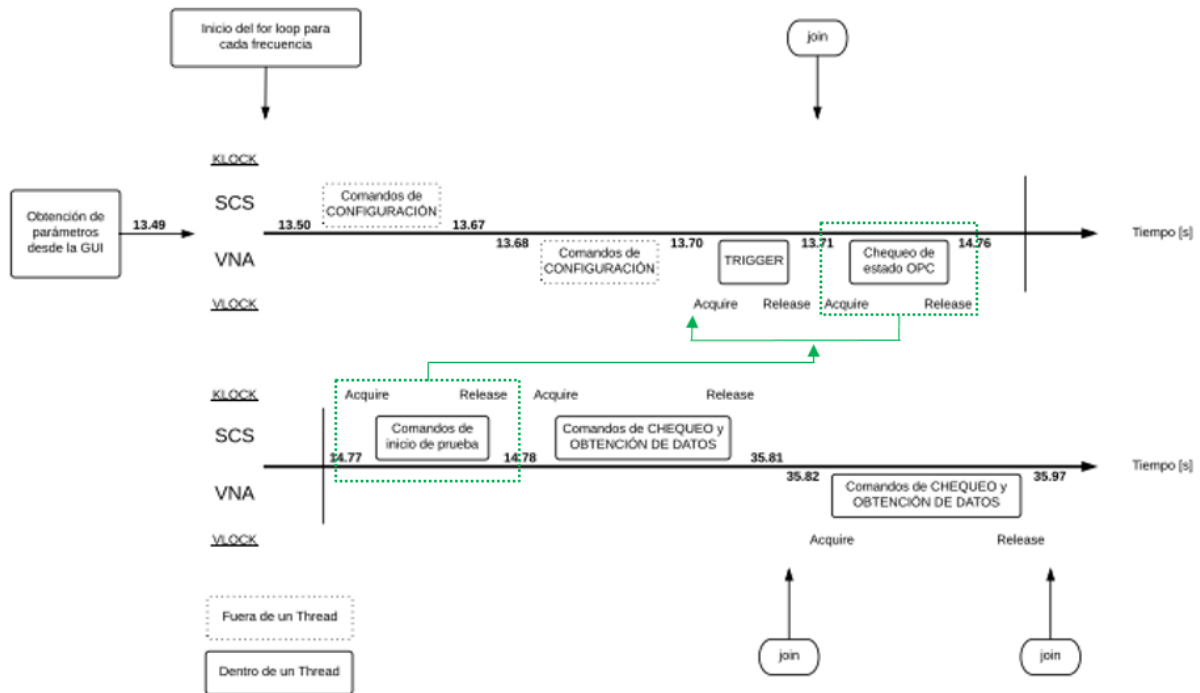 Inicio del for loop para
cada frecuencia
join
KLOCK
SCS
Comandos de
CONFIGURACIÓN
Obtención de
parámetros
desde la GUI
13.49
13.50
13.67
13.68
13.70
13.71
14.76
Tiempo [s]
VNA
Comandos de
CONFIGURACIÓN
TRIGGER
Chequeo de
estado OPC
VLOCK
Acquire
Release
Acquire
Release
KLOCK
Acquire
Release
Acquire
Release
SCS
Comandos de
inicio de prueba
Comandos de CHEQUEO y
OBTENCIÓN DE DATOS
14.77
14.78
35.81
35.82
35.97
Tiempo [s]
VNA
Comandos de CHEQUEO y
OBTENCIÓN DE DATOS
VLOCK
Acquire
Release
Fuera de un Thread
Dentro de un Thread
join
join